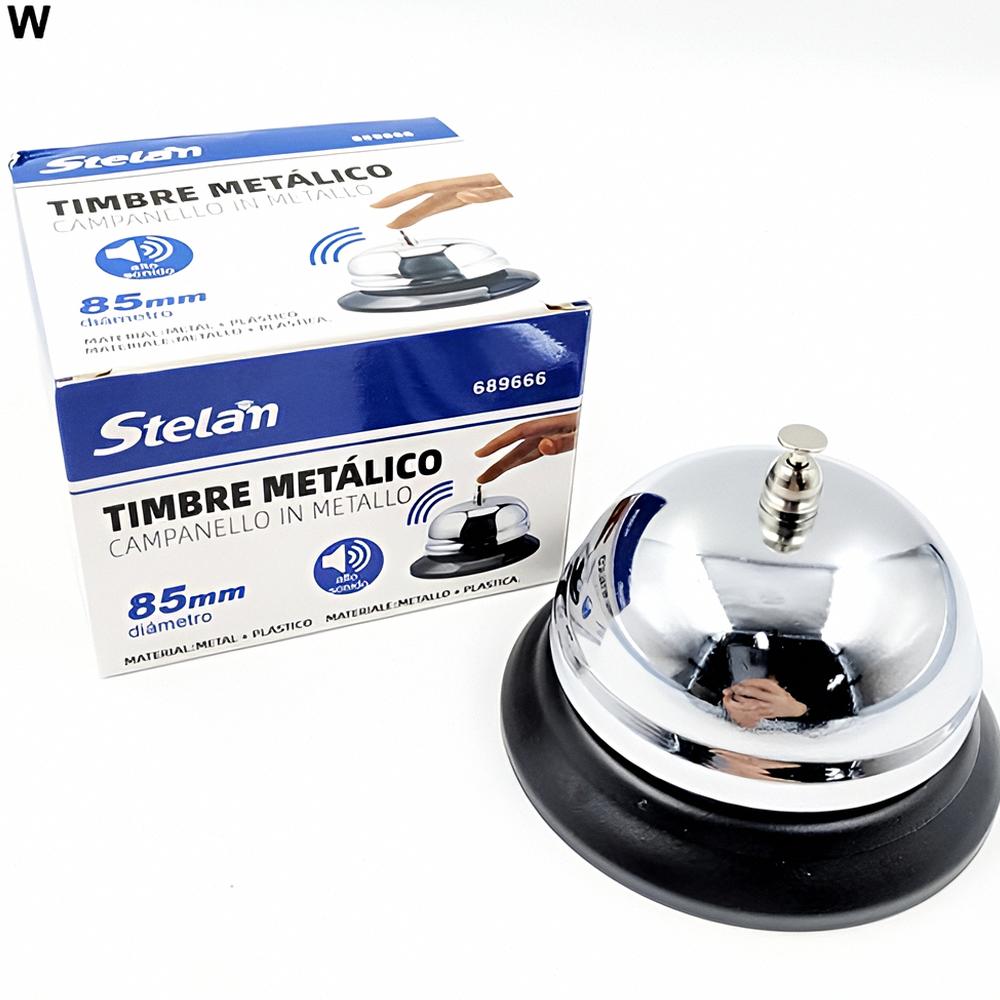 W
Stelan
689666
TIMBRE METÁLICO
CAMPANELLO IN METALLO
alto
sonido
85mm
diámetro
MATERIAL:METAL + PLÁSTICO
MATERIALE:METALLO + PLASTICA.
Stelan
689666
TIMBRE METÁLICO
CAMPANELLO IN METALLO
alto
sonido
85mm
diámetro
MATERIAL:METAL + PLÁSTICO MATERIALE:METALLO + PLASTICA.